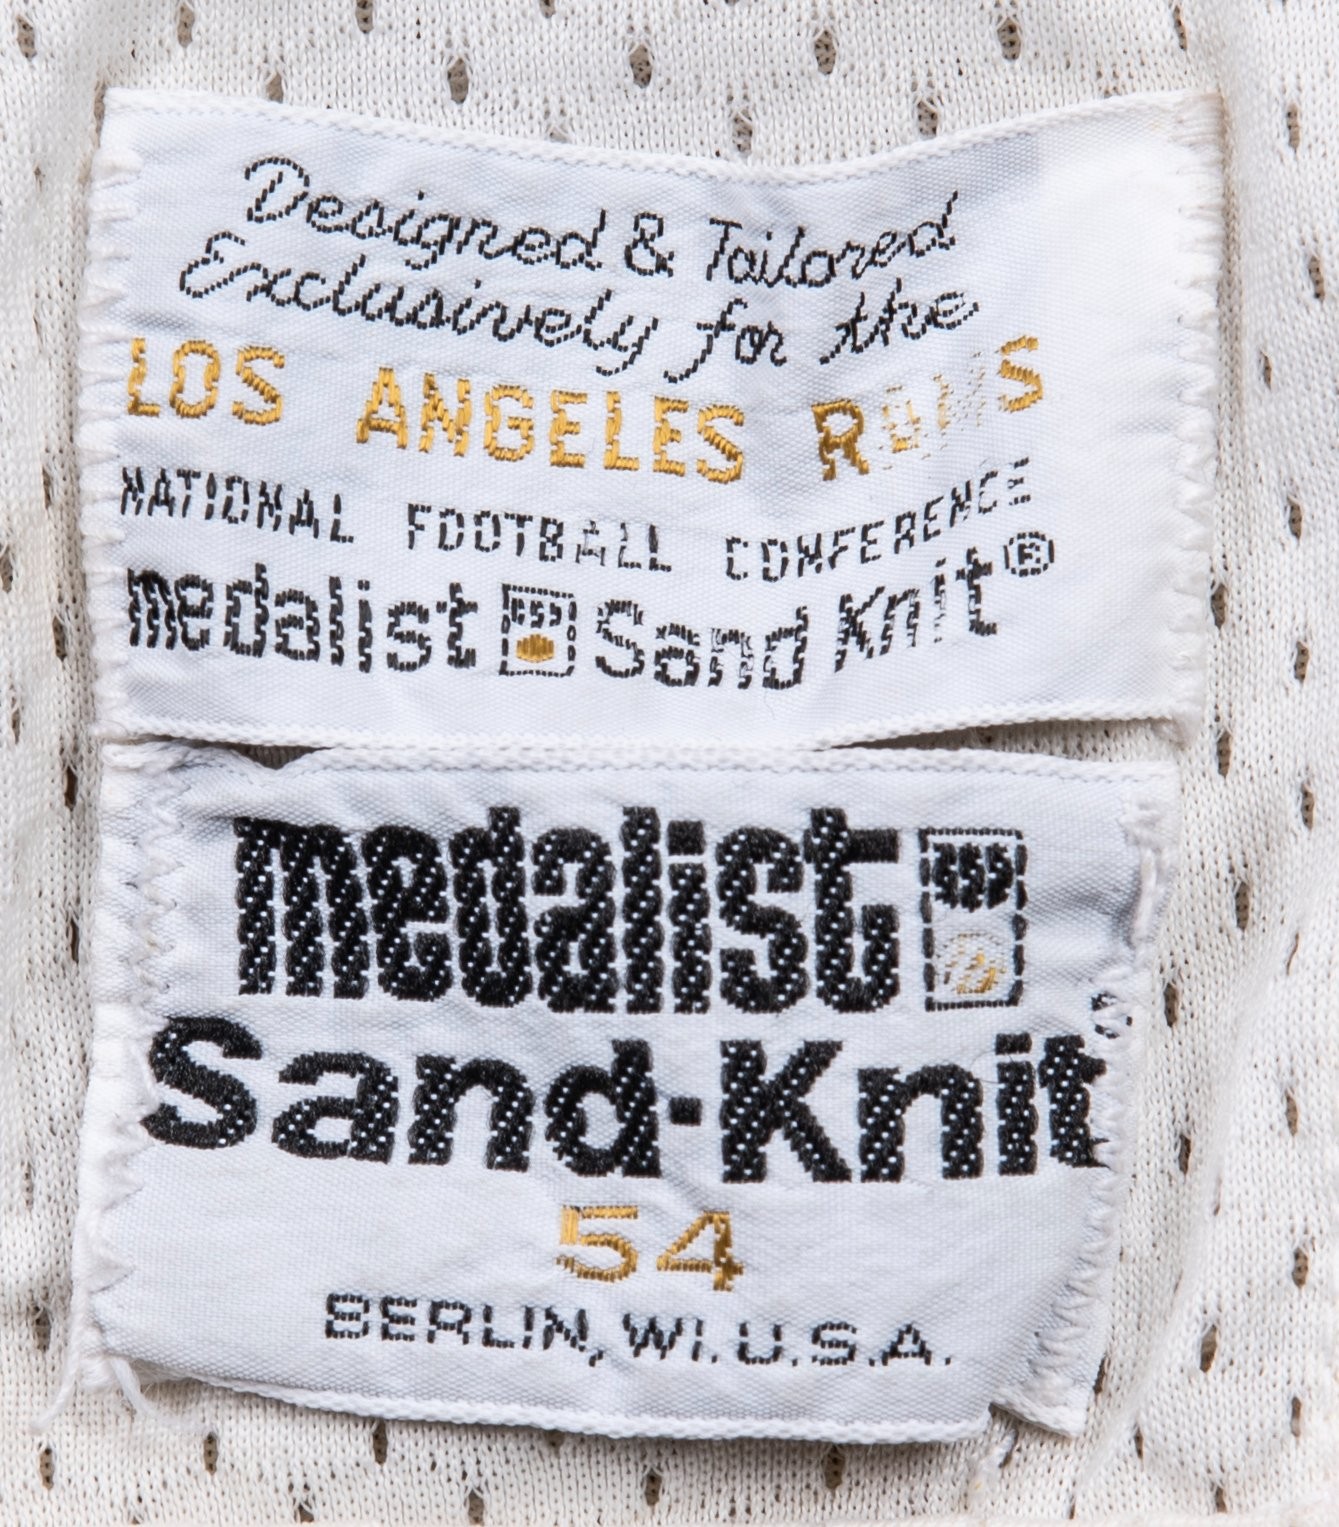 Designed & Tailored
Exclusively for the
LOS ANGELES RAMS
NATIONAL FOOTBALL CONFERENCE
medalist Sand Knit®
medalist
Sand-Knit
54
BERLIN, WI. U.S.A.